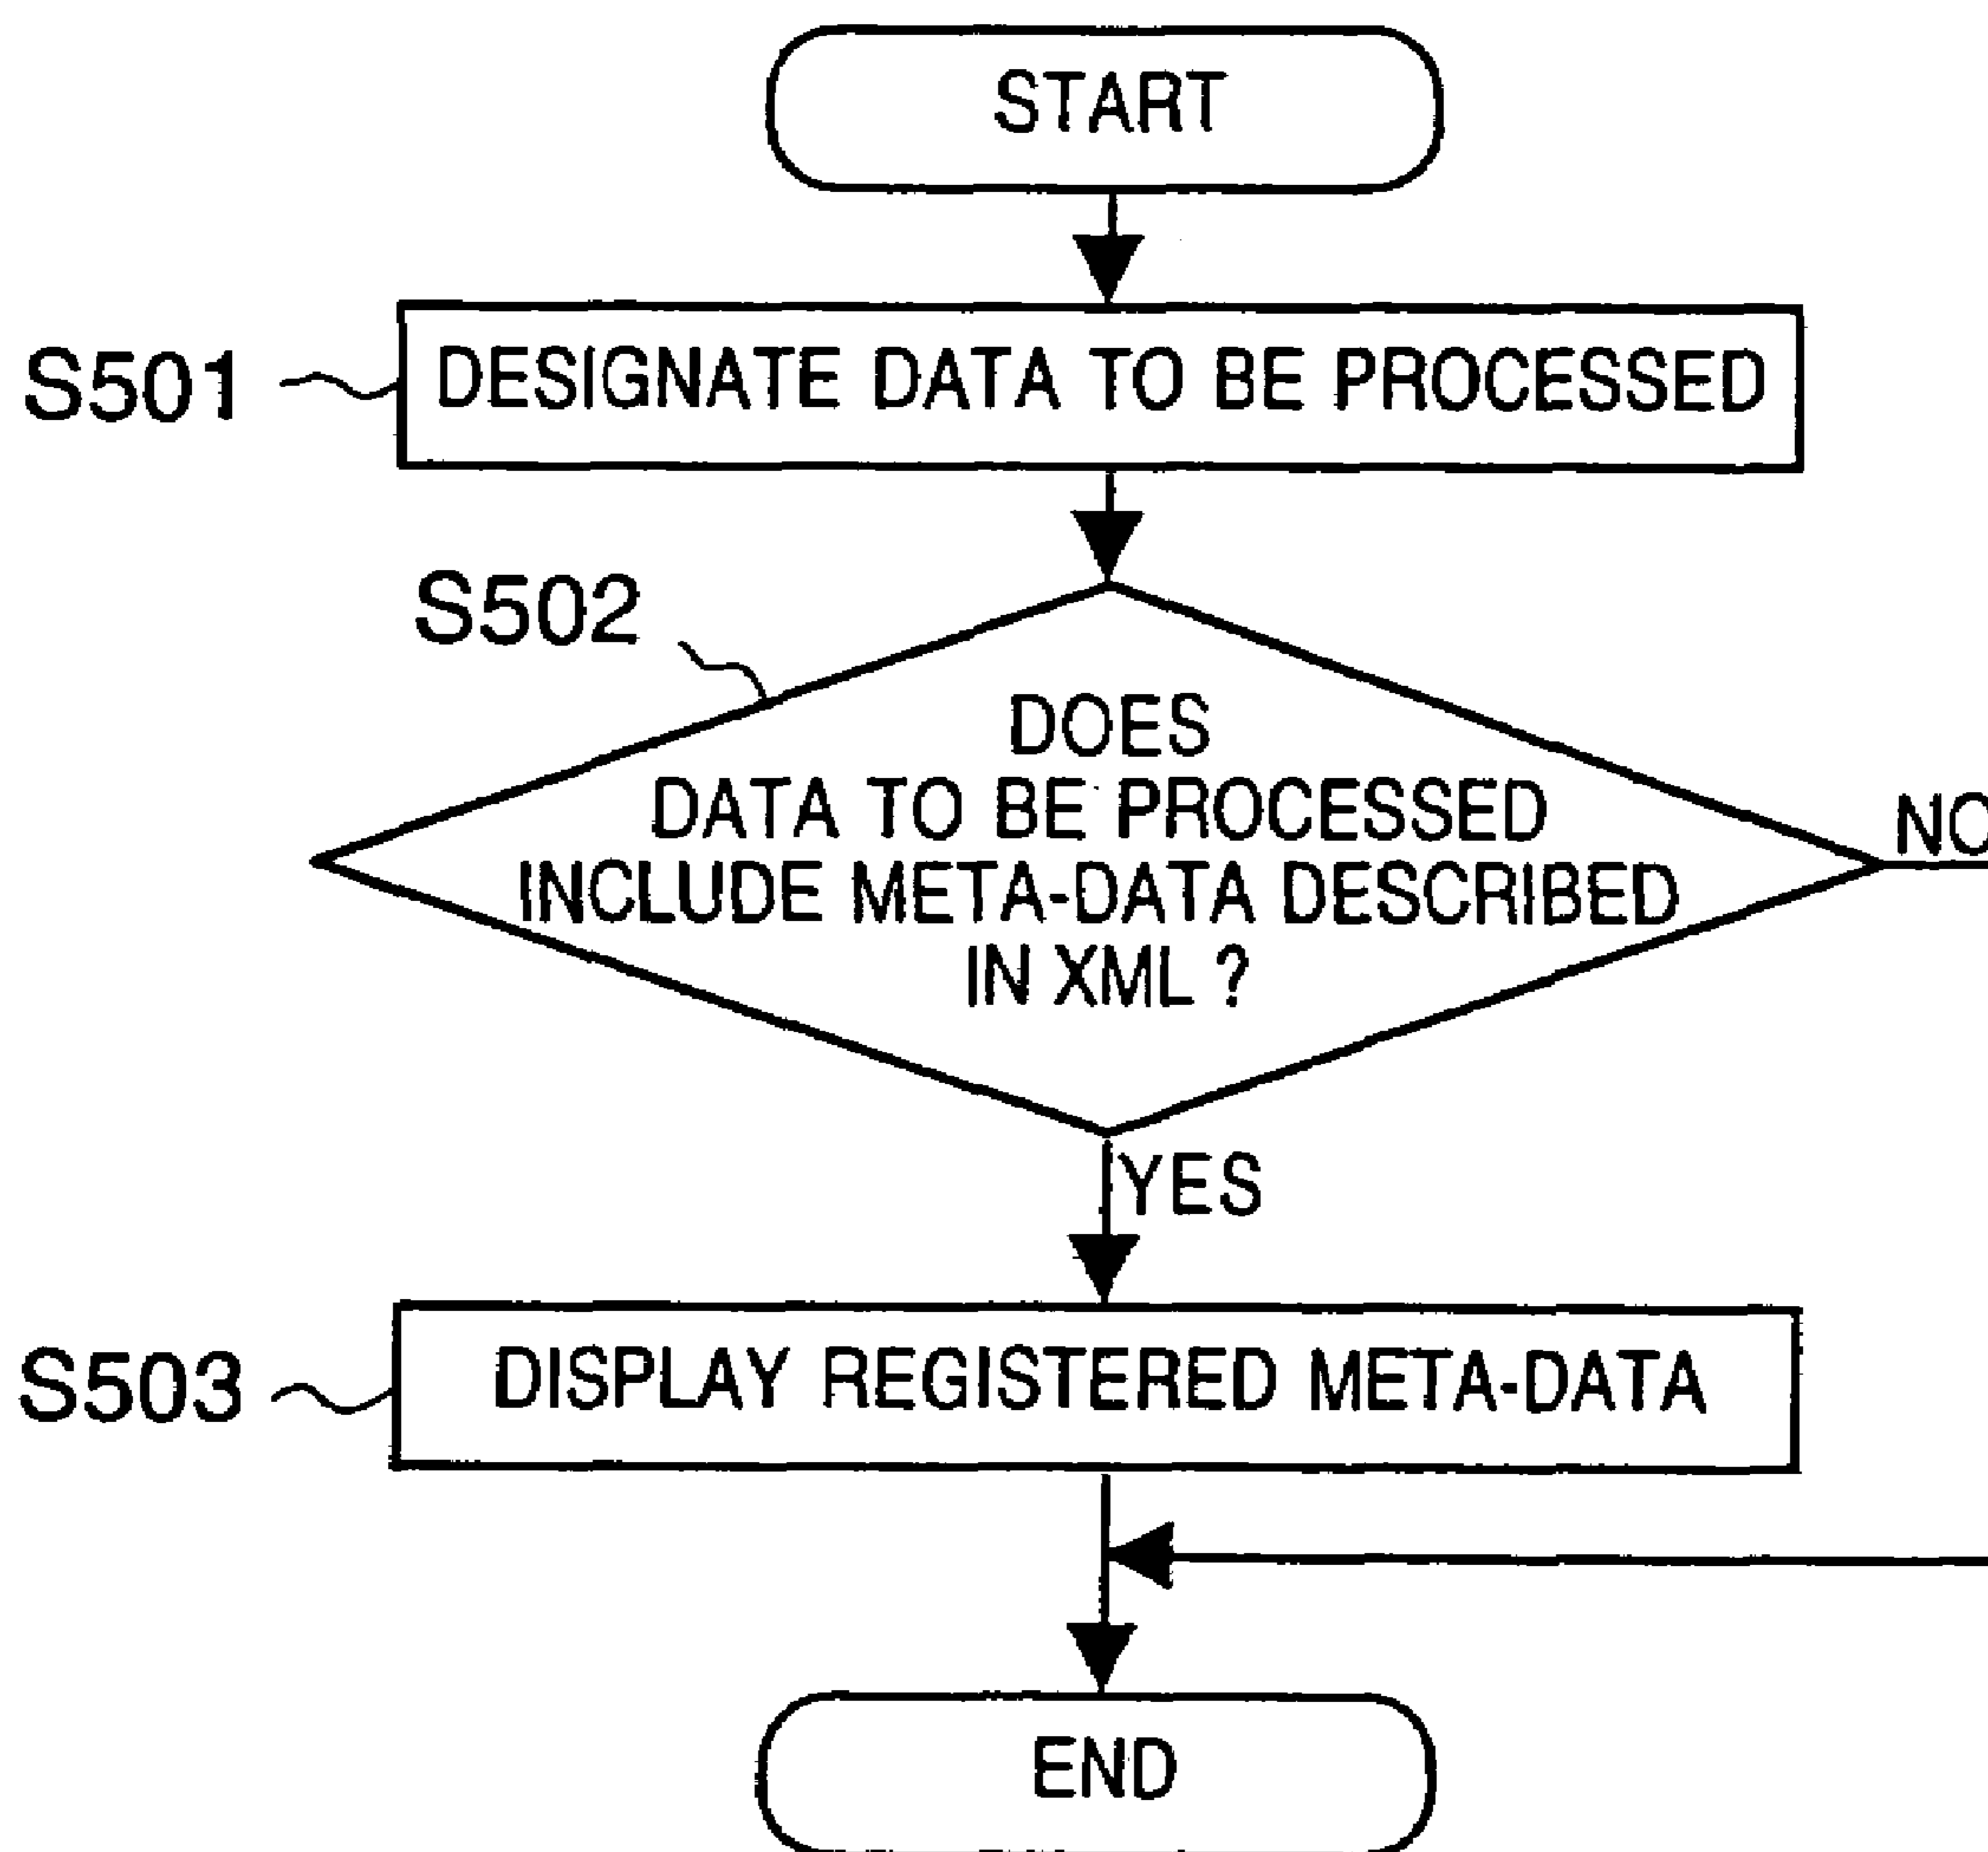 START
S501
DESIGNATE DATA TO BE PROCESSED
S502
DOES
DATA TO BE PROCESSED
INCLUDE META-DATA DESCRIBED
IN XML ?
NO
YES
S503
DISPLAY REGISTERED META-DATA
END